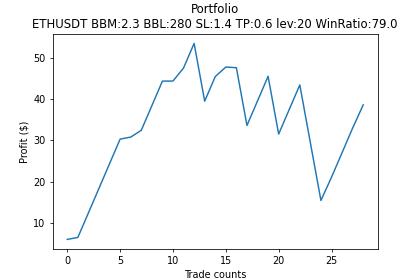 Portfolio
ETHUSDT BBM:2.3 BBL:280 SL:1.4 TP:0.6 lev:20 WinRatio:79.0
50
40
30
20
10
Profit ($)
0 5 10 15 20 25
Trade counts